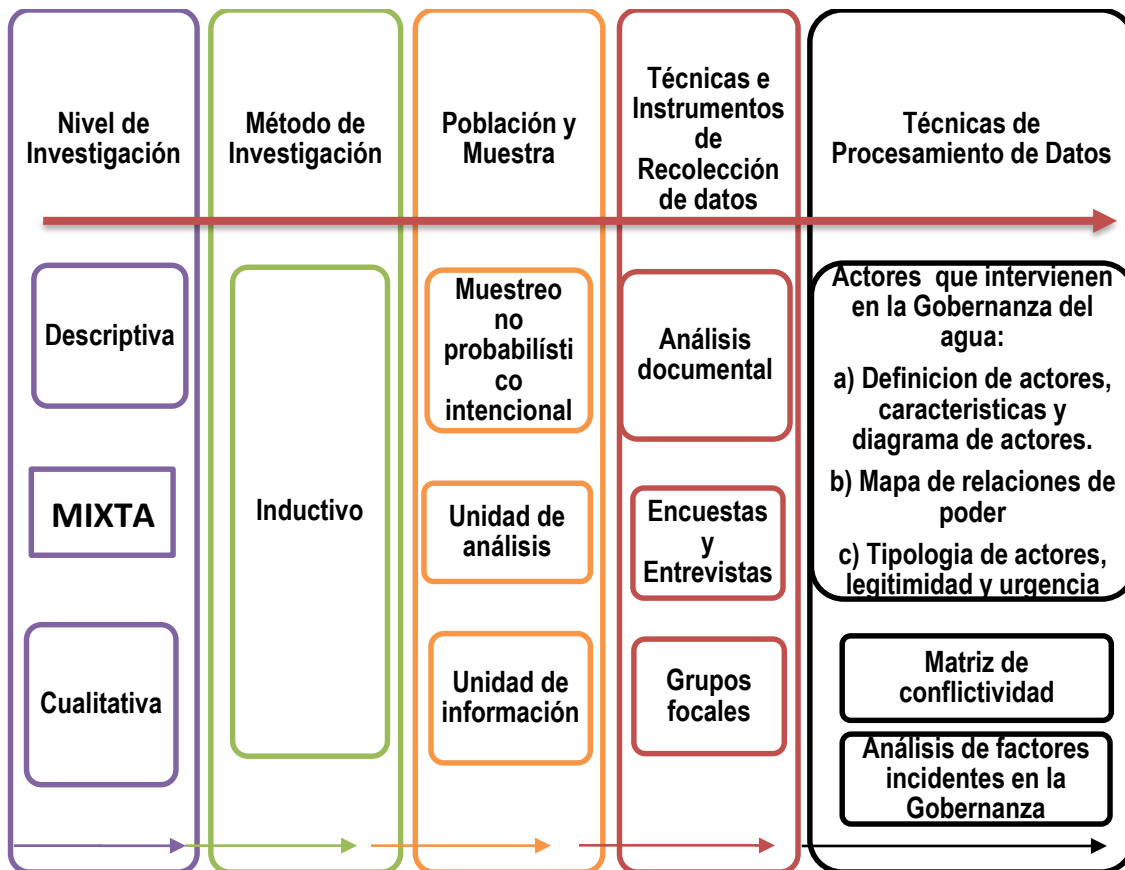 Nivel de
Investigación
Descriptiva
MIXTA
Cualitativa
Método de
Investigación
Inductivo
Población y
Muestra
Muestreo
no
probabilísti
co
intencional
Unidad de
análisis
Unidad de
información
Técnicas e
Instrumentos
de
Recolección
de datos
Análisis
documental
Encuestas
y
Entrevistas
Grupos
focales
Técnicas de
Procesamiento de Datos
Actores que intervienen
en la Gobernanza del
agua:
a) Definicion de actores,
caracteristicas y
diagrama de actores.
b) Mapa de relaciones de
poder
c) Tipologia de actores,
legitimidad y urgencia
Matriz de
conflictividad
Análisis de factores
incidentes en la
Gobernanza